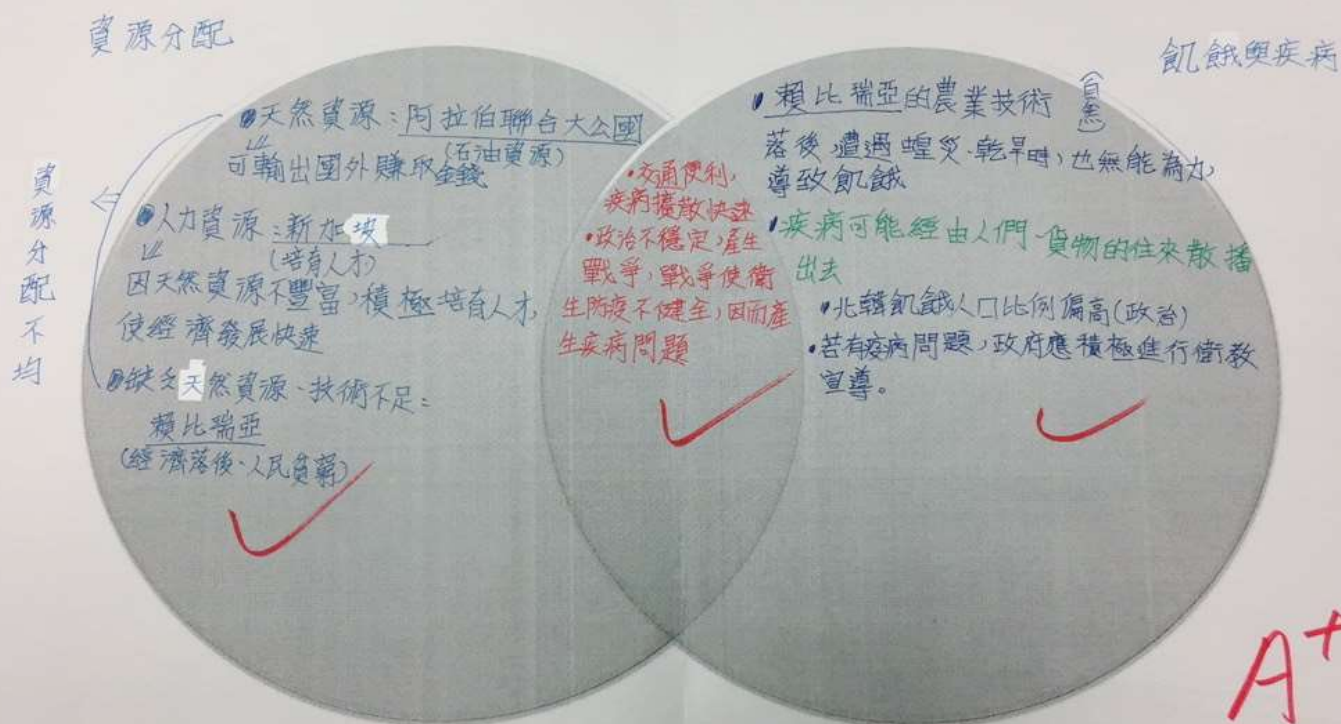 資源分配
資源分配不均
天然資源:阿拉伯聯合大公國
(石油資源)
可輸出國外賺取金錢
人力資源:新加坡
(培育人才)
因天然資源不豐富,積極培育人才,
使經濟發展快速
缺乏天然資源、技術不足:
賴比瑞亞
(經濟落後、人民貧窮)
•交通便利,
疾病擴散快速
•政治不穩定,產生
戰爭,戰爭使衛
生防疫不健全,因而產
生疾病問題
飢餓與疾病
•賴比瑞亞的農業技術
落後,遭遇蝗災、乾旱時,也無能為力,
導致飢餓
•疾病可能經由人們、貨物的往來散播
出去
•北韓飢餓人口比例偏高(政治)
•若有疫病問題,政府應積極進行衛教
宣導。
A+